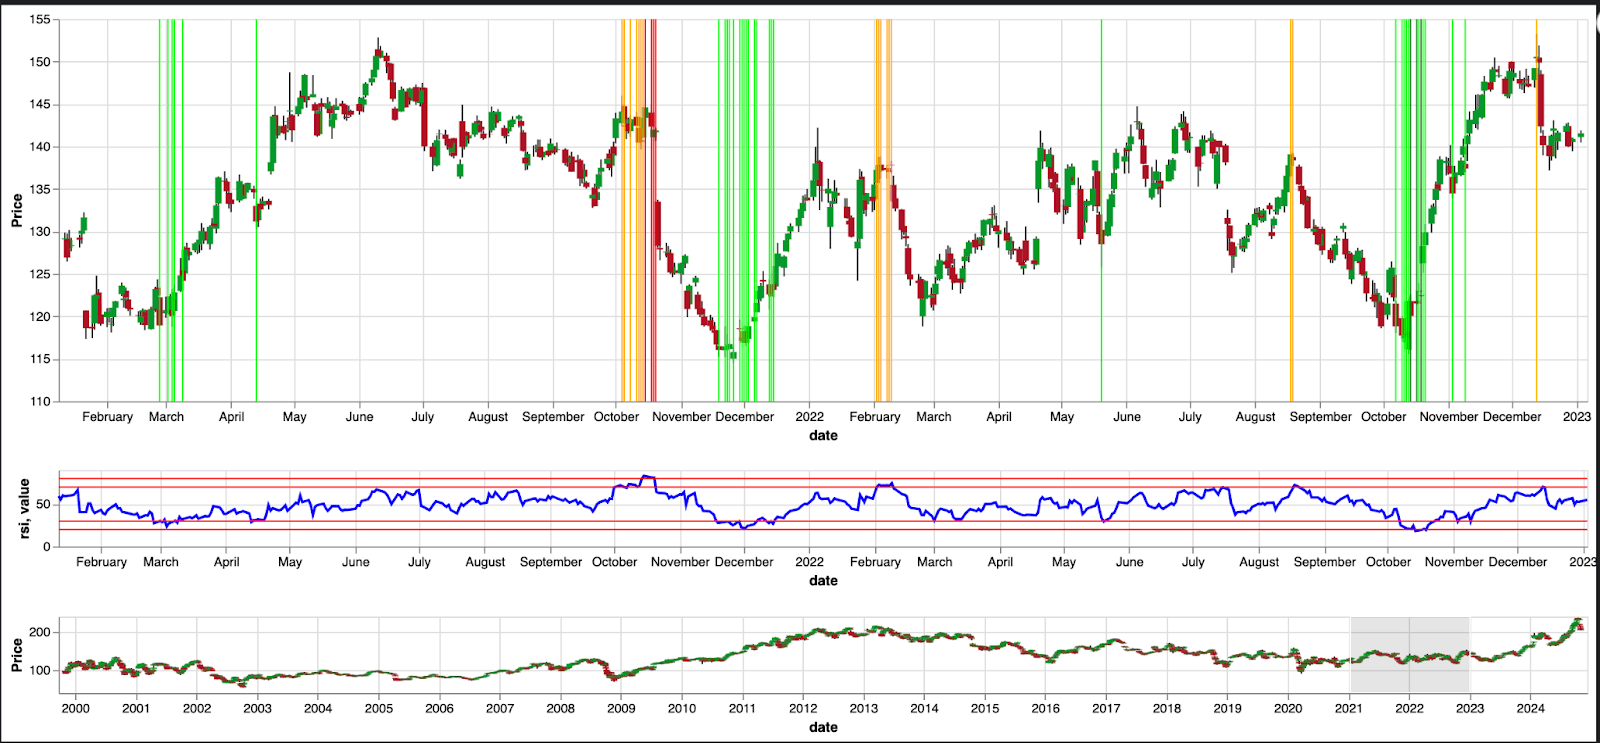 155
150
145
140
135
130
125
120
115
110
Price
February March April May June July August September October November December 2022 February March April May June July August September October November December 2023
date
50
0
rsi, value
February March April May June July August September October November December 2022 February March April May June July August September October November December 2023
date
200
100
Price
2000 2001 2002 2003 2004 2005 2006 2007 2008 2009 2010 2011 2012 2013 2014 2015 2016 2017 2018 2019 2020 2021 2022 2023 2024
date